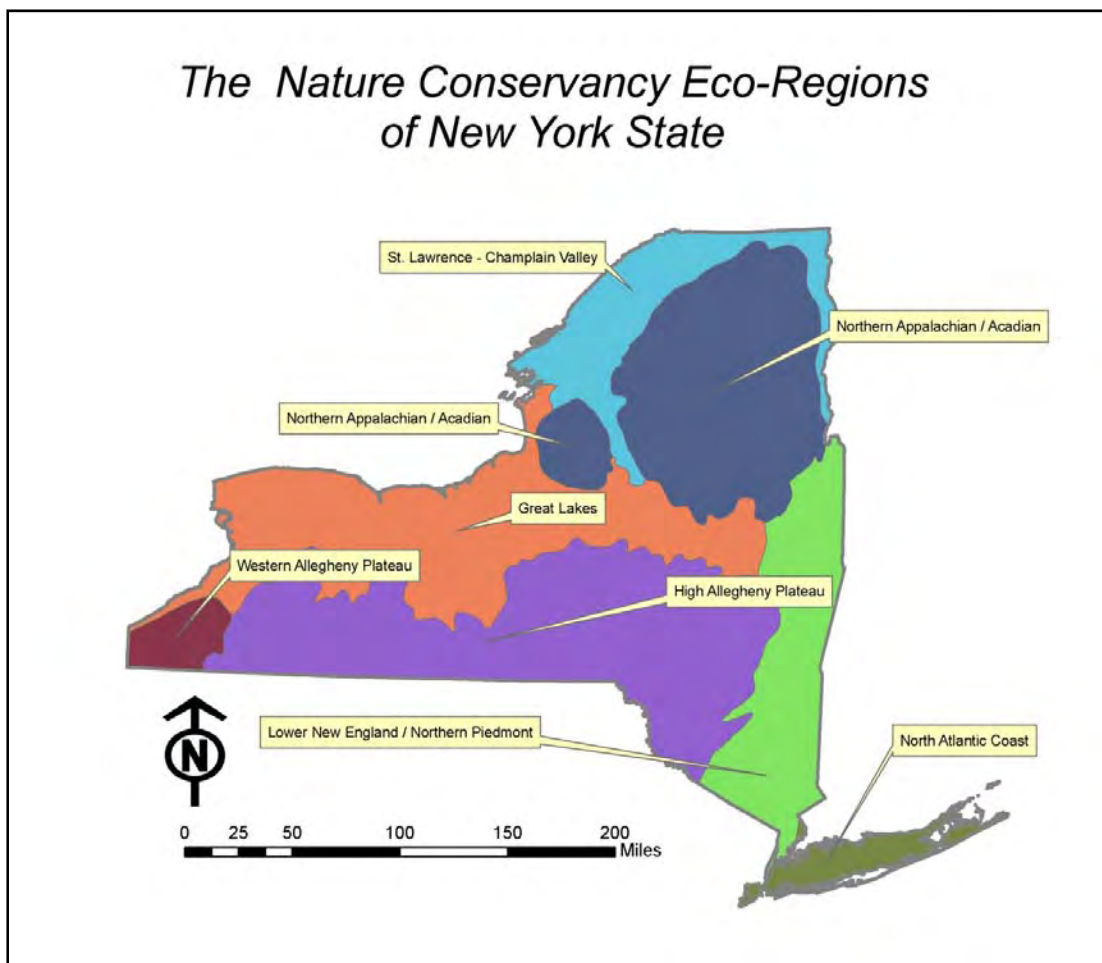 The Nature Conservancy Eco-Regions
of New York State
St. Lawrence - Champlain Valley
Northern Appalachian / Acadian
Northern Appalachian / Acadian
Great Lakes
Western Allegheny Plateau
High Allegheny Plateau
Lower New England / Northern Piedmont
North Atlantic Coast
N
0 25 50 100 150 200
Miles